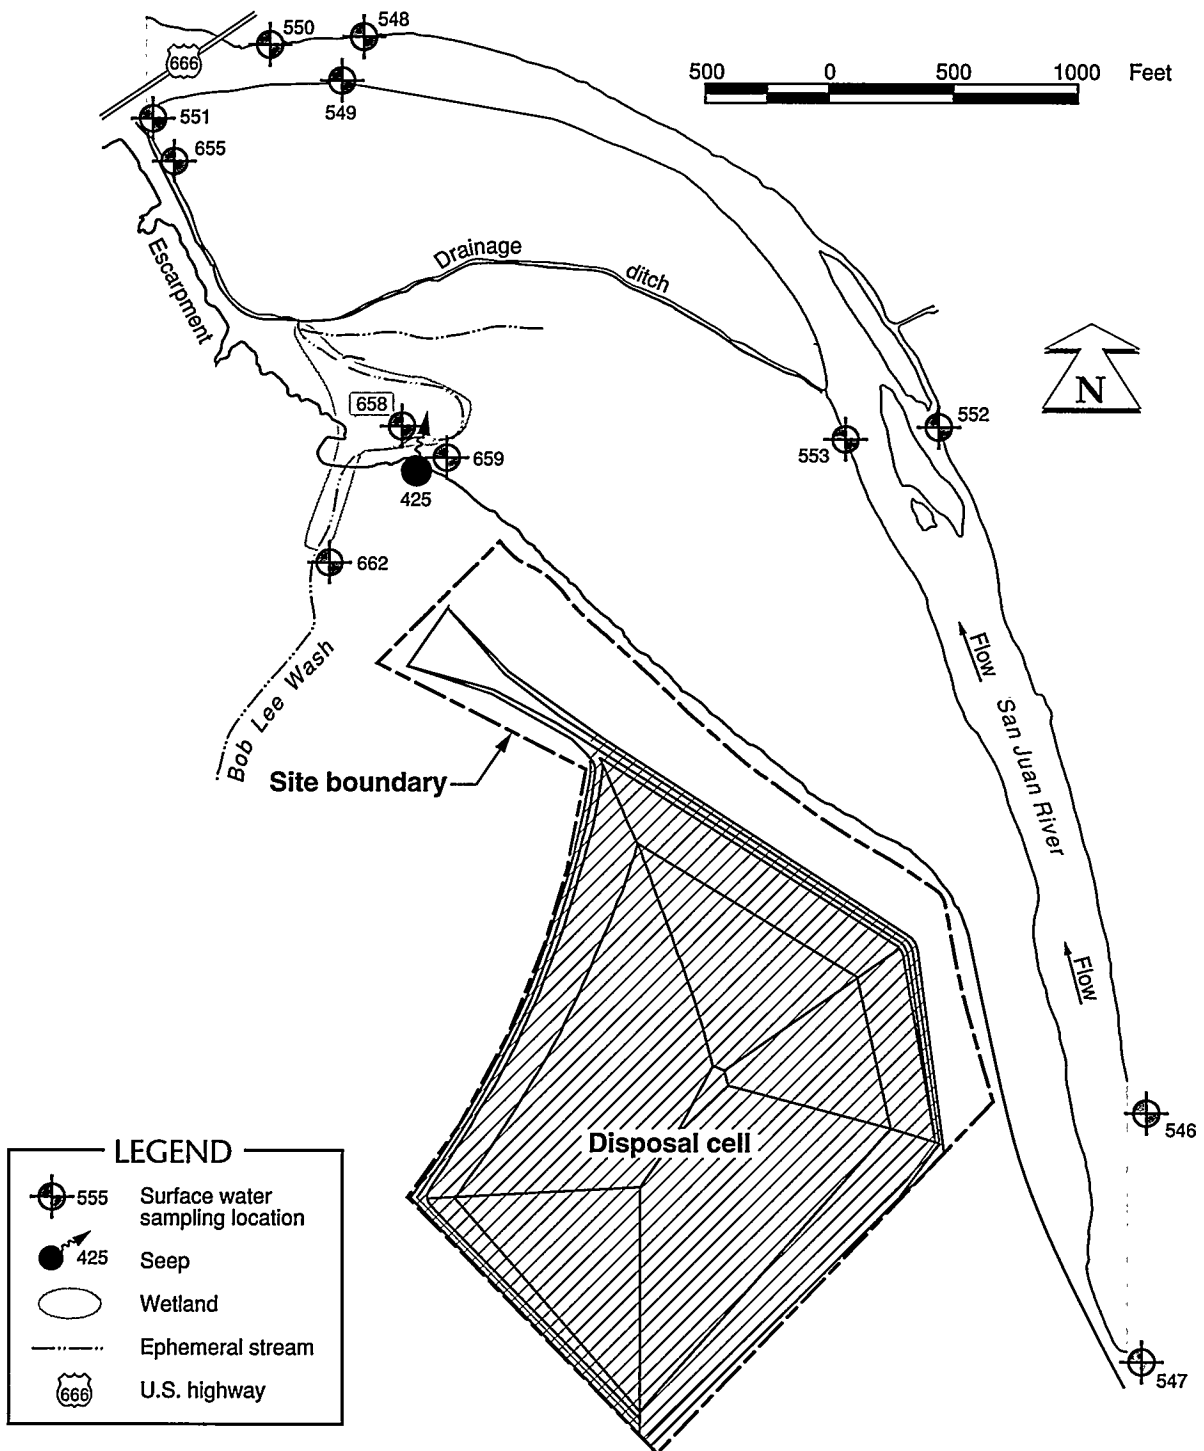 548
550
666
500 0 500 1000 Feet
551
549
655
Drainage
ditch
Escarpment
658
552
N
553
659
425
662
Flow
Bob Lee Wash
San Juan River
Site boundary
Flow
546
Disposal cell
547
LEGEND
555 Surface water
sampling location
425 Seep
Wetland
Ephemeral stream
666 U.S. highway